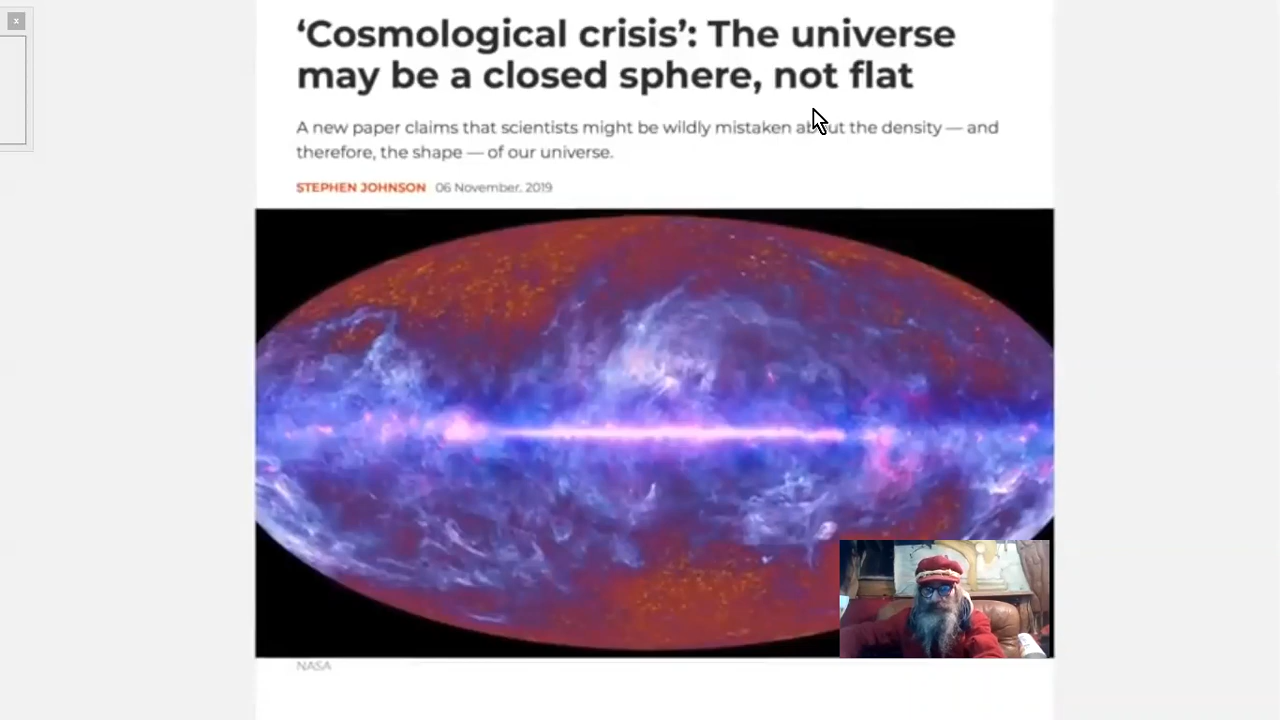 x
‘Cosmological crisis’: The universe
may be a closed sphere, not flat
A new paper claims that scientists might be wildly mistaken about the density — and
therefore, the shape — of our universe.
STEPHEN JOHNSON 06 November, 2019
NASA